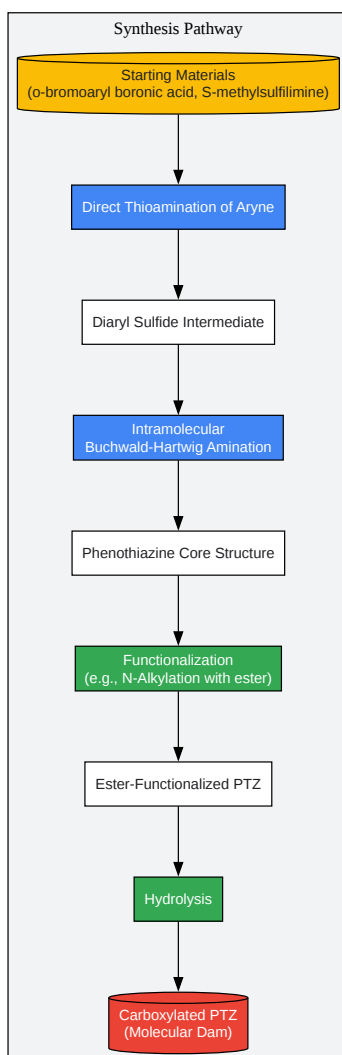 Synthesis Pathway
Starting Materials
(o-bromoaryl boronic acid, S-methylsulfilimine)
Direct Thioamination of Aryne
Diaryl Sulfide Intermediate
Intramolecular
Buchwald-Hartwig Amination
Phenothiazine Core Structure
Functionalization
(e.g., N-Alkylation with ester)
Ester-Functionalized PTZ
Hydrolysis
Carboxylated PTZ
(Molecular Dam)